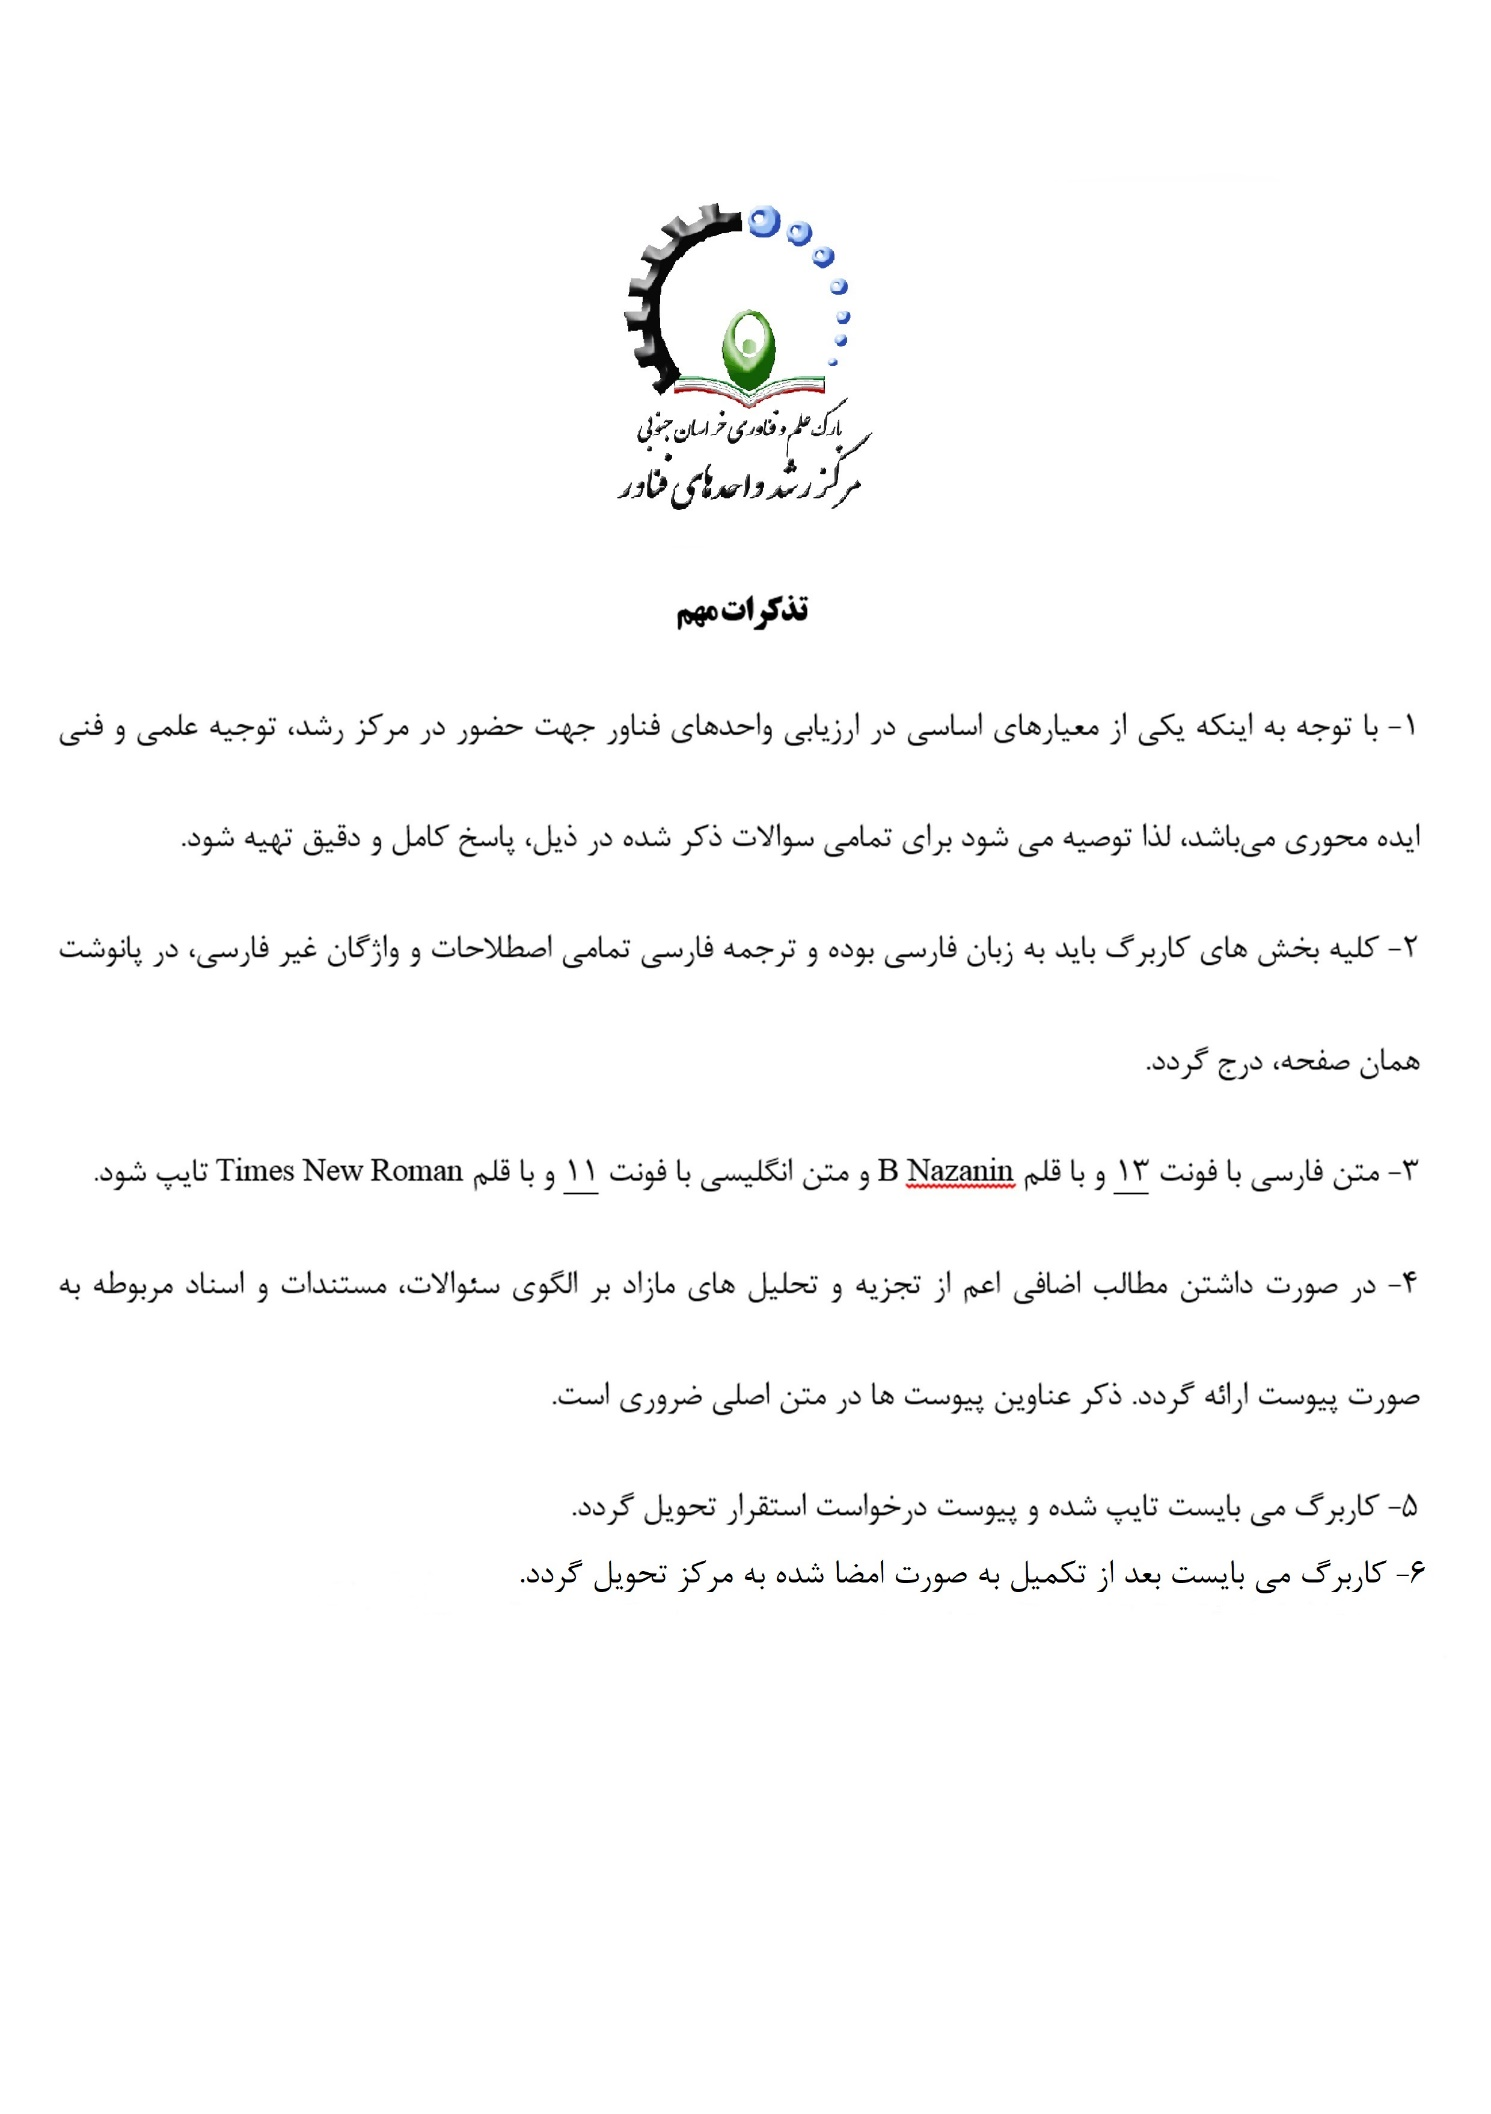 پارک علم و فناوری خراسان جنوبی
مرکز رشد واحدهای فناور
تذکرات مهم
۱- با توجه به اینکه یکی از معیارهای اساسی در ارزیابی واحدهای فناور جهت حضور در مرکز رشد، توجیه علمی و فنی
ایده محوری می‌باشد، لذا توصیه می شود برای تمامی سوالات ذکر شده در ذیل، پاسخ کامل و دقیق تهیه شود.
۲- کلیه بخش های کاربرگ باید به زبان فارسی بوده و ترجمه فارسی تمامی اصطلاحات و واژگان غیر فارسی، در پانوشت
همان صفحه، درج گردد.
۳- متن فارسی با فونت ۱۳ و با قلم B Nazanin و متن انگلیسی با فونت ۱۱ و با قلم Times New Roman تایپ شود.
۴- در صورت داشتن مطالب اضافی اعم از تجزیه و تحلیل های مازاد بر الگوی سئوالات، مستندات و اسناد مربوطه به
صورت پیوست ارائه گردد. ذکر عناوین پیوست ها در متن اصلی ضروری است.
۵- کاربرگ می بایست تایپ شده و پیوست درخواست استقرار تحویل گردد.
۶- کاربرگ می بایست بعد از تکمیل به صورت امضا شده به مرکز تحویل گردد.